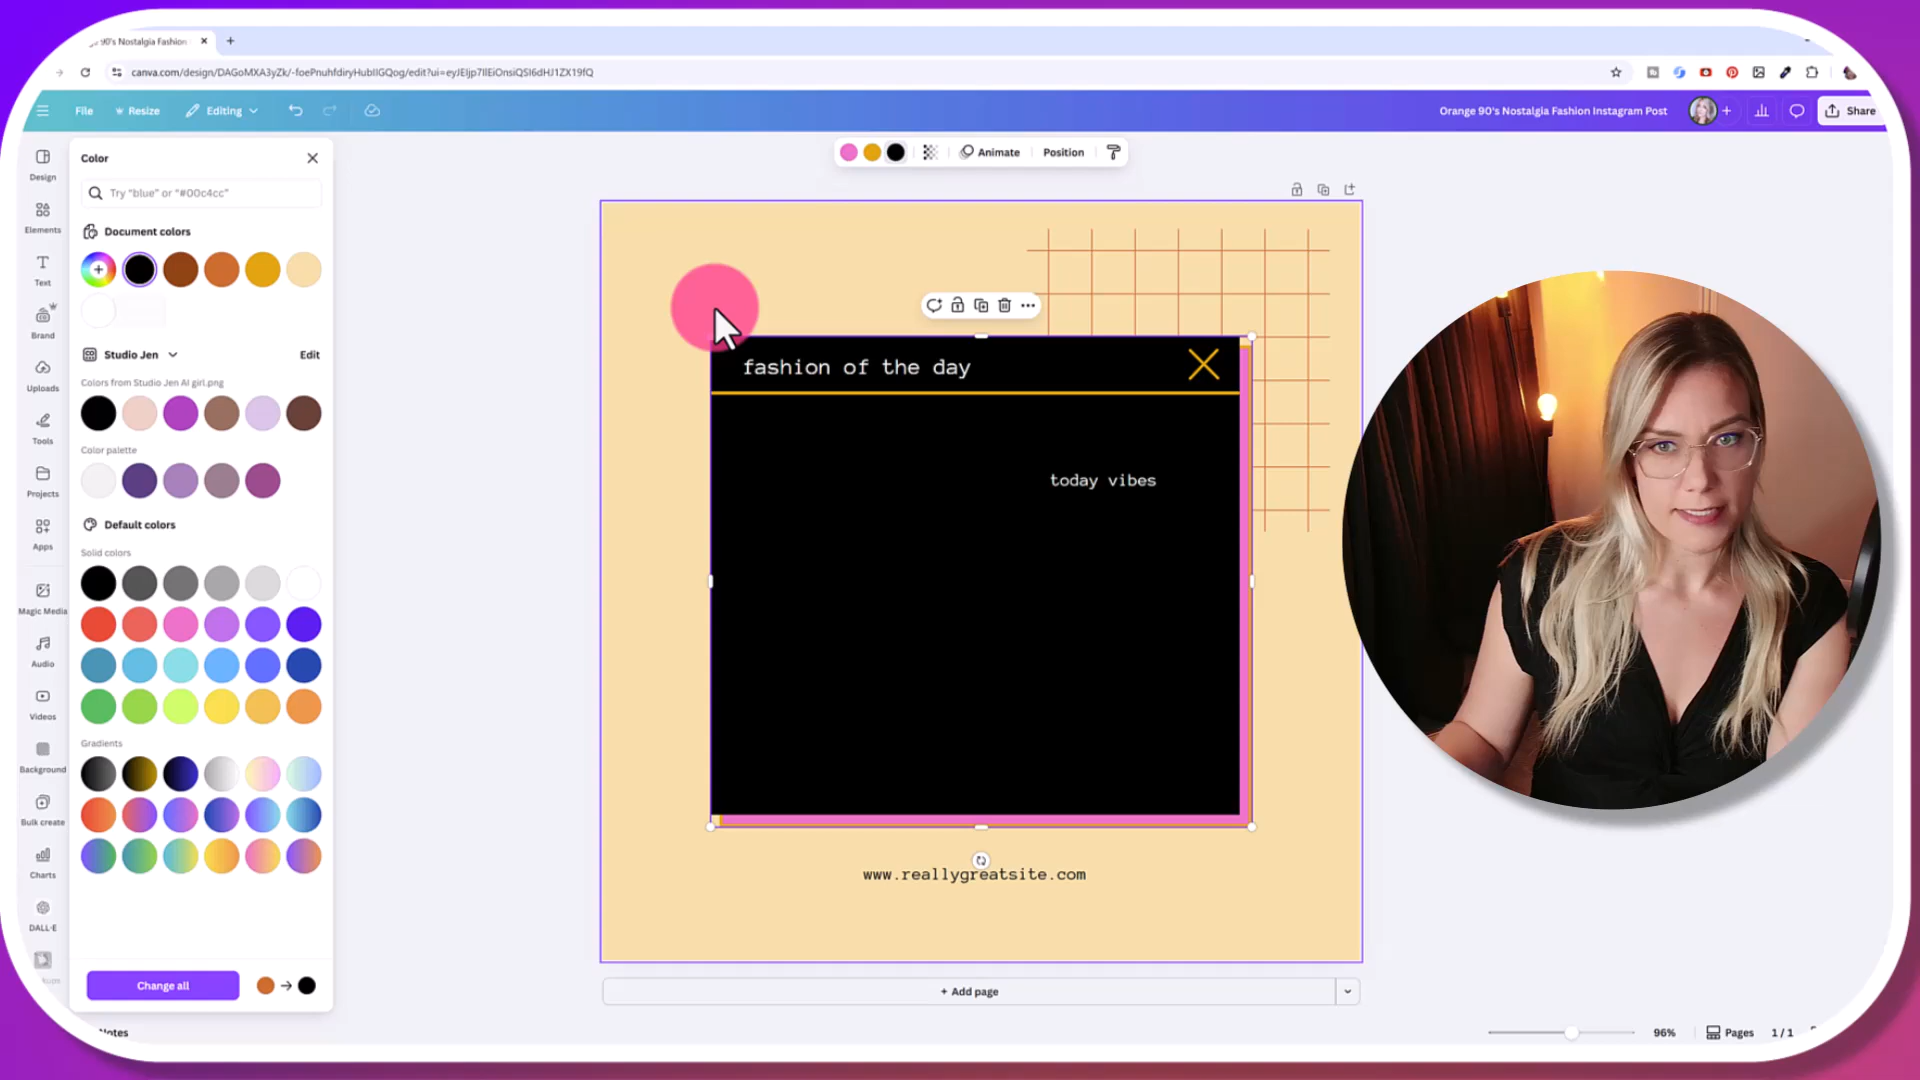 90's Nostalgia Fashion
canva.com/design/DAGoMXA3yZk/-foePnuhfdiryHubIIGQog/edit?ui=eyJEIjp7IlEiOnsiQSI6dHJ1ZX19fQ
File
Resize
Editing
Orange 90's Nostalgia Fashion Instagram Post
Share
Design
Elements
Text
Brand
Uploads
Tools
Projects
Apps
Magic Media
Audio
Videos
Background
Bulk create
Charts
DALL·E
Color
Try "blue" or "#00c4cc"
Document colors
Studio Jen
Edit
Colors from Studio Jen AI girl.png
Color palette
Default colors
Solid colors
Gradients
Change all
Animate
Position
fashion of the day
today vibes
www.reallygreatsite.com
+ Add page
Notes
96%
Pages
1 / 1